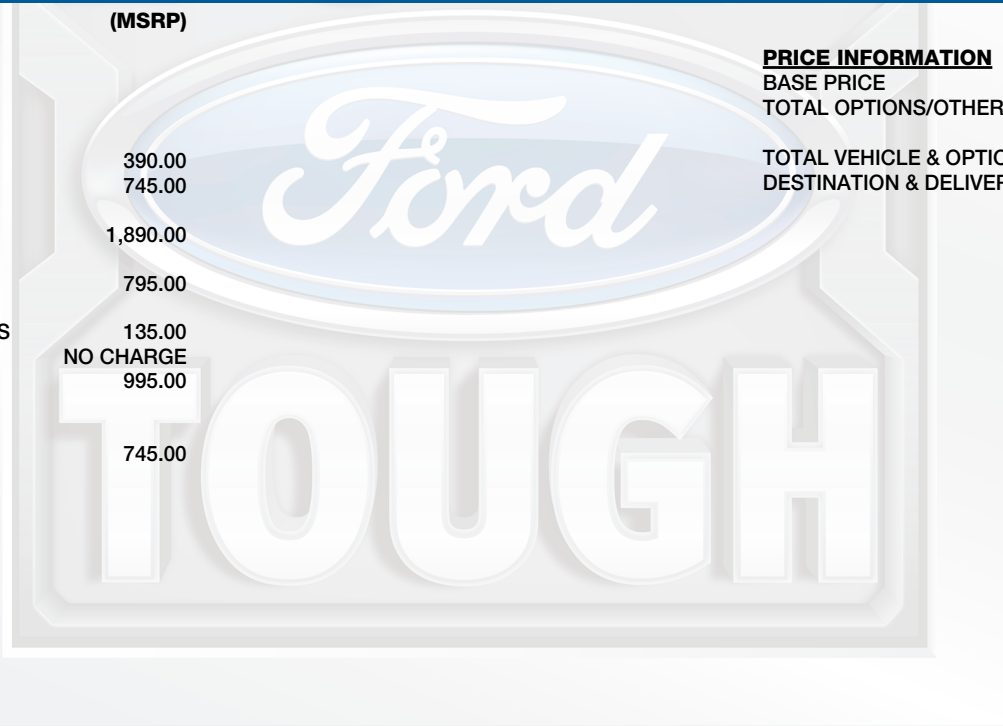 (MSRP)
390.00
745.00
1,890.00
795.00
S 135.00
NO CHARGE
995.00
745.00
PRICE INFORMATION
BASE PRICE
TOTAL OPTIONS/OTHER
TOTAL VEHICLE & OPTIO
DESTINATION & DELIVER
Ford
TOUGH